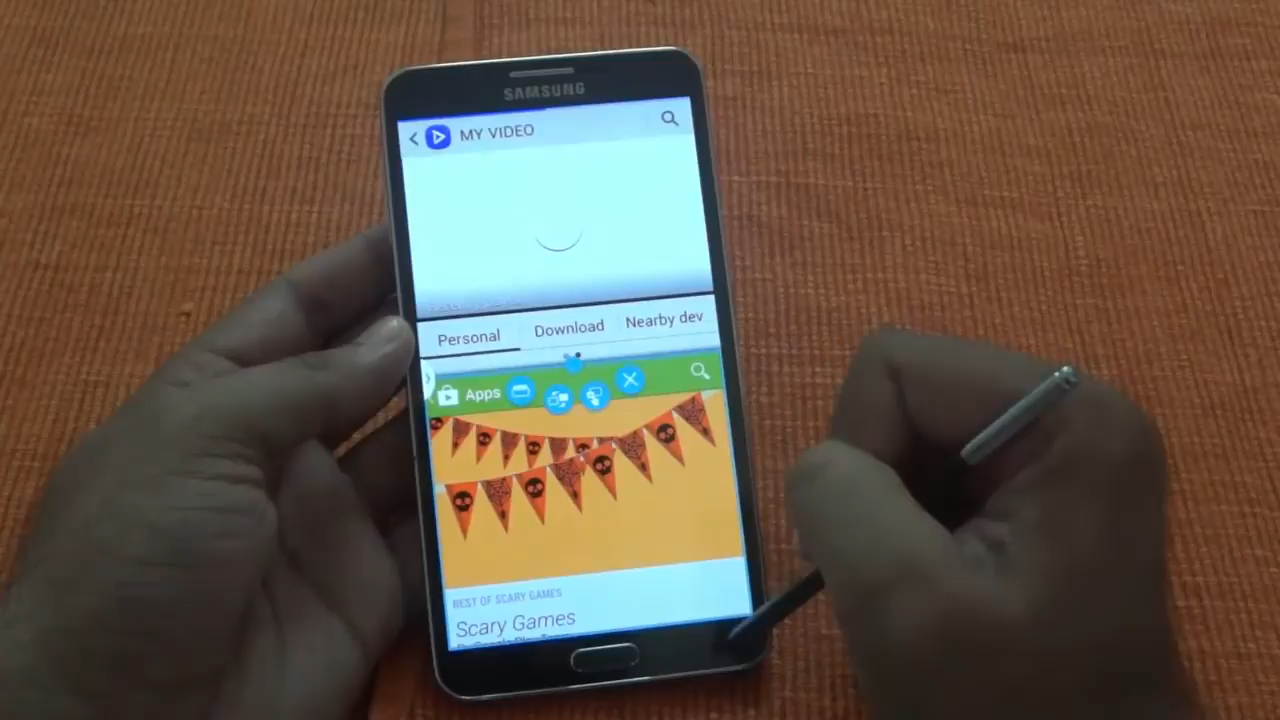 SAMSUNG
MY VIDEO
Personal Download Nearby dev
Apps
BEST OF SCARY GAMES
Scary Games